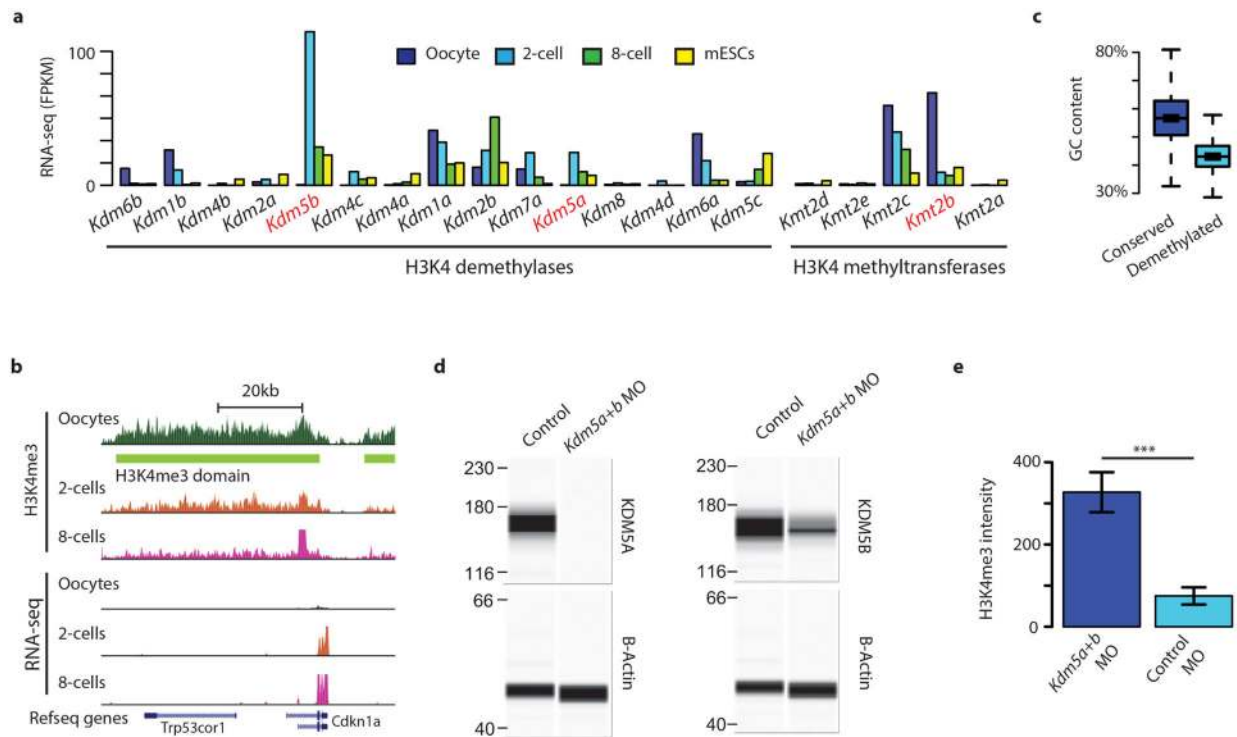 a
RNA-seq (FPKM)
100
0
Oocyte 2-cell 8-cell mESCs
Kdm6b Kdm1b Kdm4b Kdm2a Kdm5b Kdm4c Kdm4a Kdm1a Kdm2b Kdm7a Kdm5a Kdm8 Kdm4d Kdm6a Kdm5c Kmt2d Kmt2e Kmt2c Kmt2b Kmt2a
H3K4 demethylases H3K4 methyltransferases
c
GC content
80%
30%
Conserved
Demethylated
b
20kb
H3K4me3
Oocytes
H3K4me3 domain
2-cells
8-cells
RNA-seq
Oocytes
2-cells
8-cells
Refseq genes
Trp53cor1
Cdkn1a
d
Control
Kdm5a+b MO
230
180
116
KDM5A
66
40
B-Actin
Control
Kdm5a+b MO
230
180
116
KDM5B
66
40
B-Actin
e
H3K4me3 intensity
400
200
0
***
Kdm5a+b
MO
Control
MO